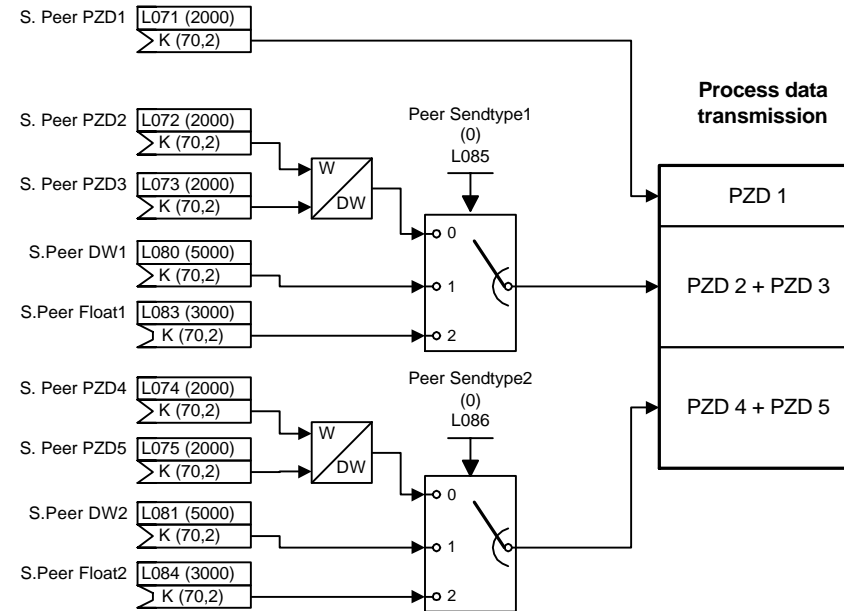 S. Peer PZD1 L071 (2000)
K (70,2)
Process data
transmission
S. Peer PZD2 L072 (2000)
K (70,2)
S. Peer PZD3 L073 (2000)
K (70,2)
W
DW
Peer Sendtype1
(0)
L085
S.Peer DW1 L080 (5000)
K (70,2)
S.Peer Float1 L083 (3000)
K (70,2)
0
1
2
PZD 1
PZD 2 + PZD 3
PZD 4 + PZD 5
S. Peer PZD4 L074 (2000)
K (70,2)
S. Peer PZD5 L075 (2000)
K (70,2)
W
DW
Peer Sendtype2
(0)
L086
S.Peer DW2 L081 (5000)
K (70,2)
S.Peer Float2 L084 (3000)
K (70,2)
0
1
2